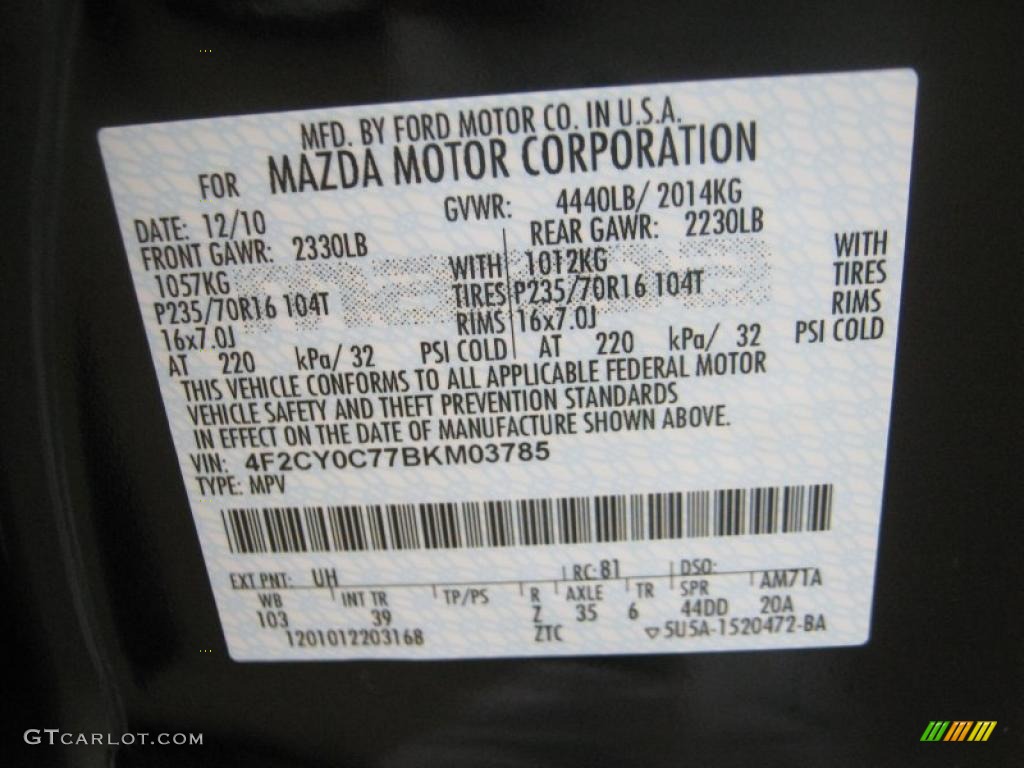 MFD. BY FORD MOTOR CO. IN U.S.A.
FOR MAZDA MOTOR CORPORATION
DATE: 12/10 GVWR: 4440LB/ 2014KG
FRONT GAWR: 2330LB REAR GAWR: 2230LB
1057KG WITH 1012KG WITH
P235/70R16 104T TIRES P235/70R16 104T TIRES
16x7.0J RIMS 16x7.0J RIMS
AT 220 kPa/ 32 PSI COLD AT 220 kPa/ 32 PSI COLD
THIS VEHICLE CONFORMS TO ALL APPLICABLE FEDERAL MOTOR
VEHICLE SAFETY AND THEFT PREVENTION STANDARDS
IN EFFECT ON THE DATE OF MANUFACTURE SHOWN ABOVE.
VIN: 4F2CY0C77BKM03785
TYPE: MPV
EXT PNT: UH RC: 81 DSO:
WB INT TR TP/PS R AXLE TR SPR AM7TA
103 39 Z 35 6 44DD 20A
1201012203168 ZTC 5U5A-1520472-BA
GTCARLOT.COM